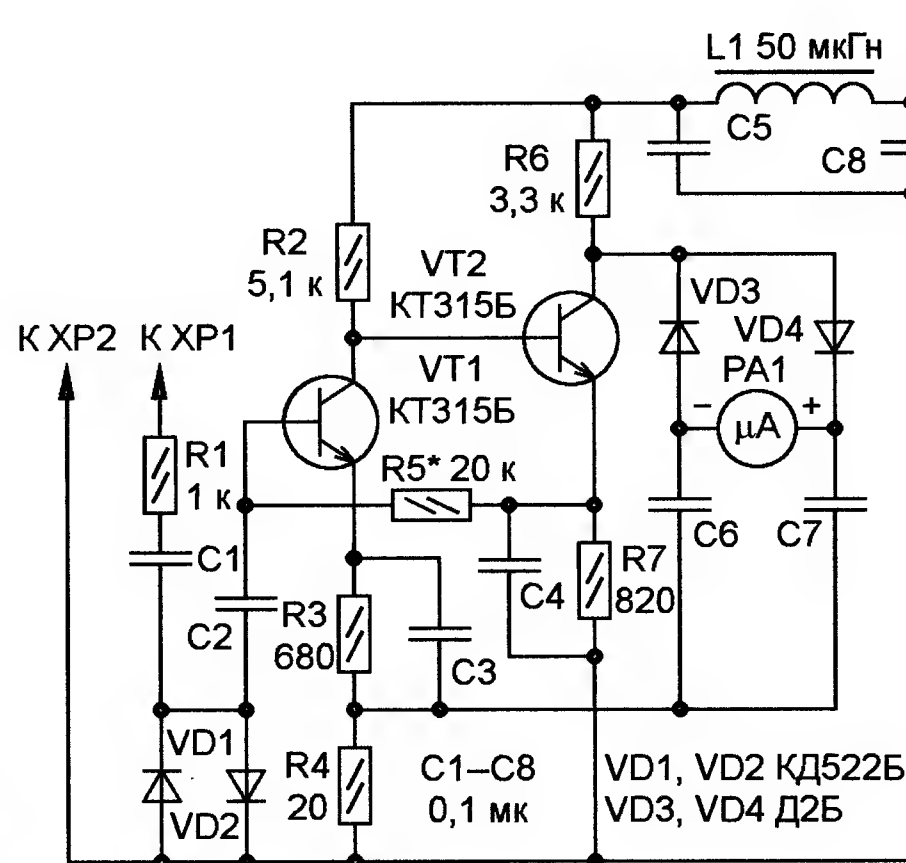 L1 50 мкГн
C5
C8
R6
3,3 к
R2
5,1 к
VT2
КТ315Б
VD3
VD4
К ХР2
К ХР1
VT1
КТ315Б
PA1
–
+
μA
R1
1 к
R5* 20 к
C6
C7
C1
C4
R7
820
C2
R3
680
C3
VD1
R4
20
C1–C8
0,1 мк
VD1, VD2 КД522Б
VD3, VD4 Д2Б
VD2